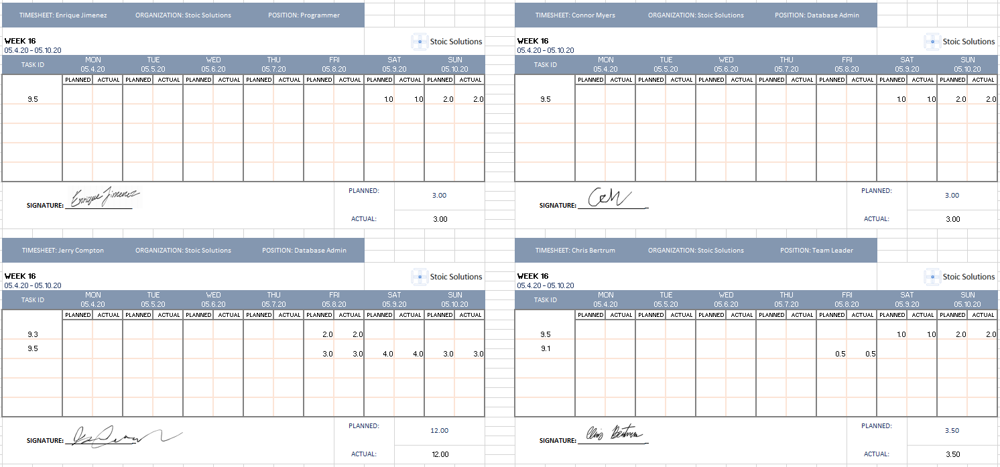 TIMESHEET: Enrique Jimenez ORGANIZATION: Stoic Solutions POSITION: Programmer
WEEK 16
05.4.20 - 05.10.20
Stoic Solutions
TASK ID MON TUE WED THU FRI SAT SUN
05.4.20 05.5.20 05.6.20 05.7.20 05.8.20 05.9.20 05.10.20
PLANNED ACTUAL PLANNED ACTUAL PLANNED ACTUAL PLANNED ACTUAL PLANNED ACTUAL PLANNED ACTUAL PLANNED ACTUAL
9.5 1.0 1.0 2.0 2.0
SIGNATURE: Enrique Jimenez
PLANNED: 3.00
ACTUAL: 3.00
TIMESHEET: Connor Myers ORGANIZATION: Stoic Solutions POSITION: Database Admin
WEEK 16
05.4.20 - 05.10.20
Stoic Solutions
TASK ID MON TUE WED THU FRI SAT SUN
05.4.20 05.5.20 05.6.20 05.7.20 05.8.20 05.9.20 05.10.20
PLANNED ACTUAL PLANNED ACTUAL PLANNED ACTUAL PLANNED ACTUAL PLANNED ACTUAL PLANNED ACTUAL PLANNED ACTUAL
9.5 1.0 1.0 2.0 2.0
SIGNATURE:
PLANNED: 3.00
ACTUAL: 3.00
TIMESHEET: Jerry Compton ORGANIZATION: Stoic Solutions POSITION: Database Admin
WEEK 16
05.4.20 - 05.10.20
Stoic Solutions
TASK ID MON TUE WED THU FRI SAT SUN
05.4.20 05.5.20 05.6.20 05.7.20 05.8.20 05.9.20 05.10.20
PLANNED ACTUAL PLANNED ACTUAL PLANNED ACTUAL PLANNED ACTUAL PLANNED ACTUAL PLANNED ACTUAL PLANNED ACTUAL
9.3 2.0 2.0
9.5 3.0 3.0 4.0 4.0 3.0 3.0
SIGNATURE:
PLANNED: 12.00
ACTUAL: 12.00
TIMESHEET: Chris Bertrum ORGANIZATION: Stoic Solutions POSITION: Team Leader
WEEK 16
05.4.20 - 05.10.20
Stoic Solutions
TASK ID MON TUE WED THU FRI SAT SUN
05.4.20 05.5.20 05.6.20 05.7.20 05.8.20 05.9.20 05.10.20
PLANNED ACTUAL PLANNED ACTUAL PLANNED ACTUAL PLANNED ACTUAL PLANNED ACTUAL PLANNED ACTUAL PLANNED ACTUAL
9.5 1.0 1.0 2.0 2.0
9.1 0.5 0.5
SIGNATURE: Chris Bertrum
PLANNED: 3.50
ACTUAL: 3.50